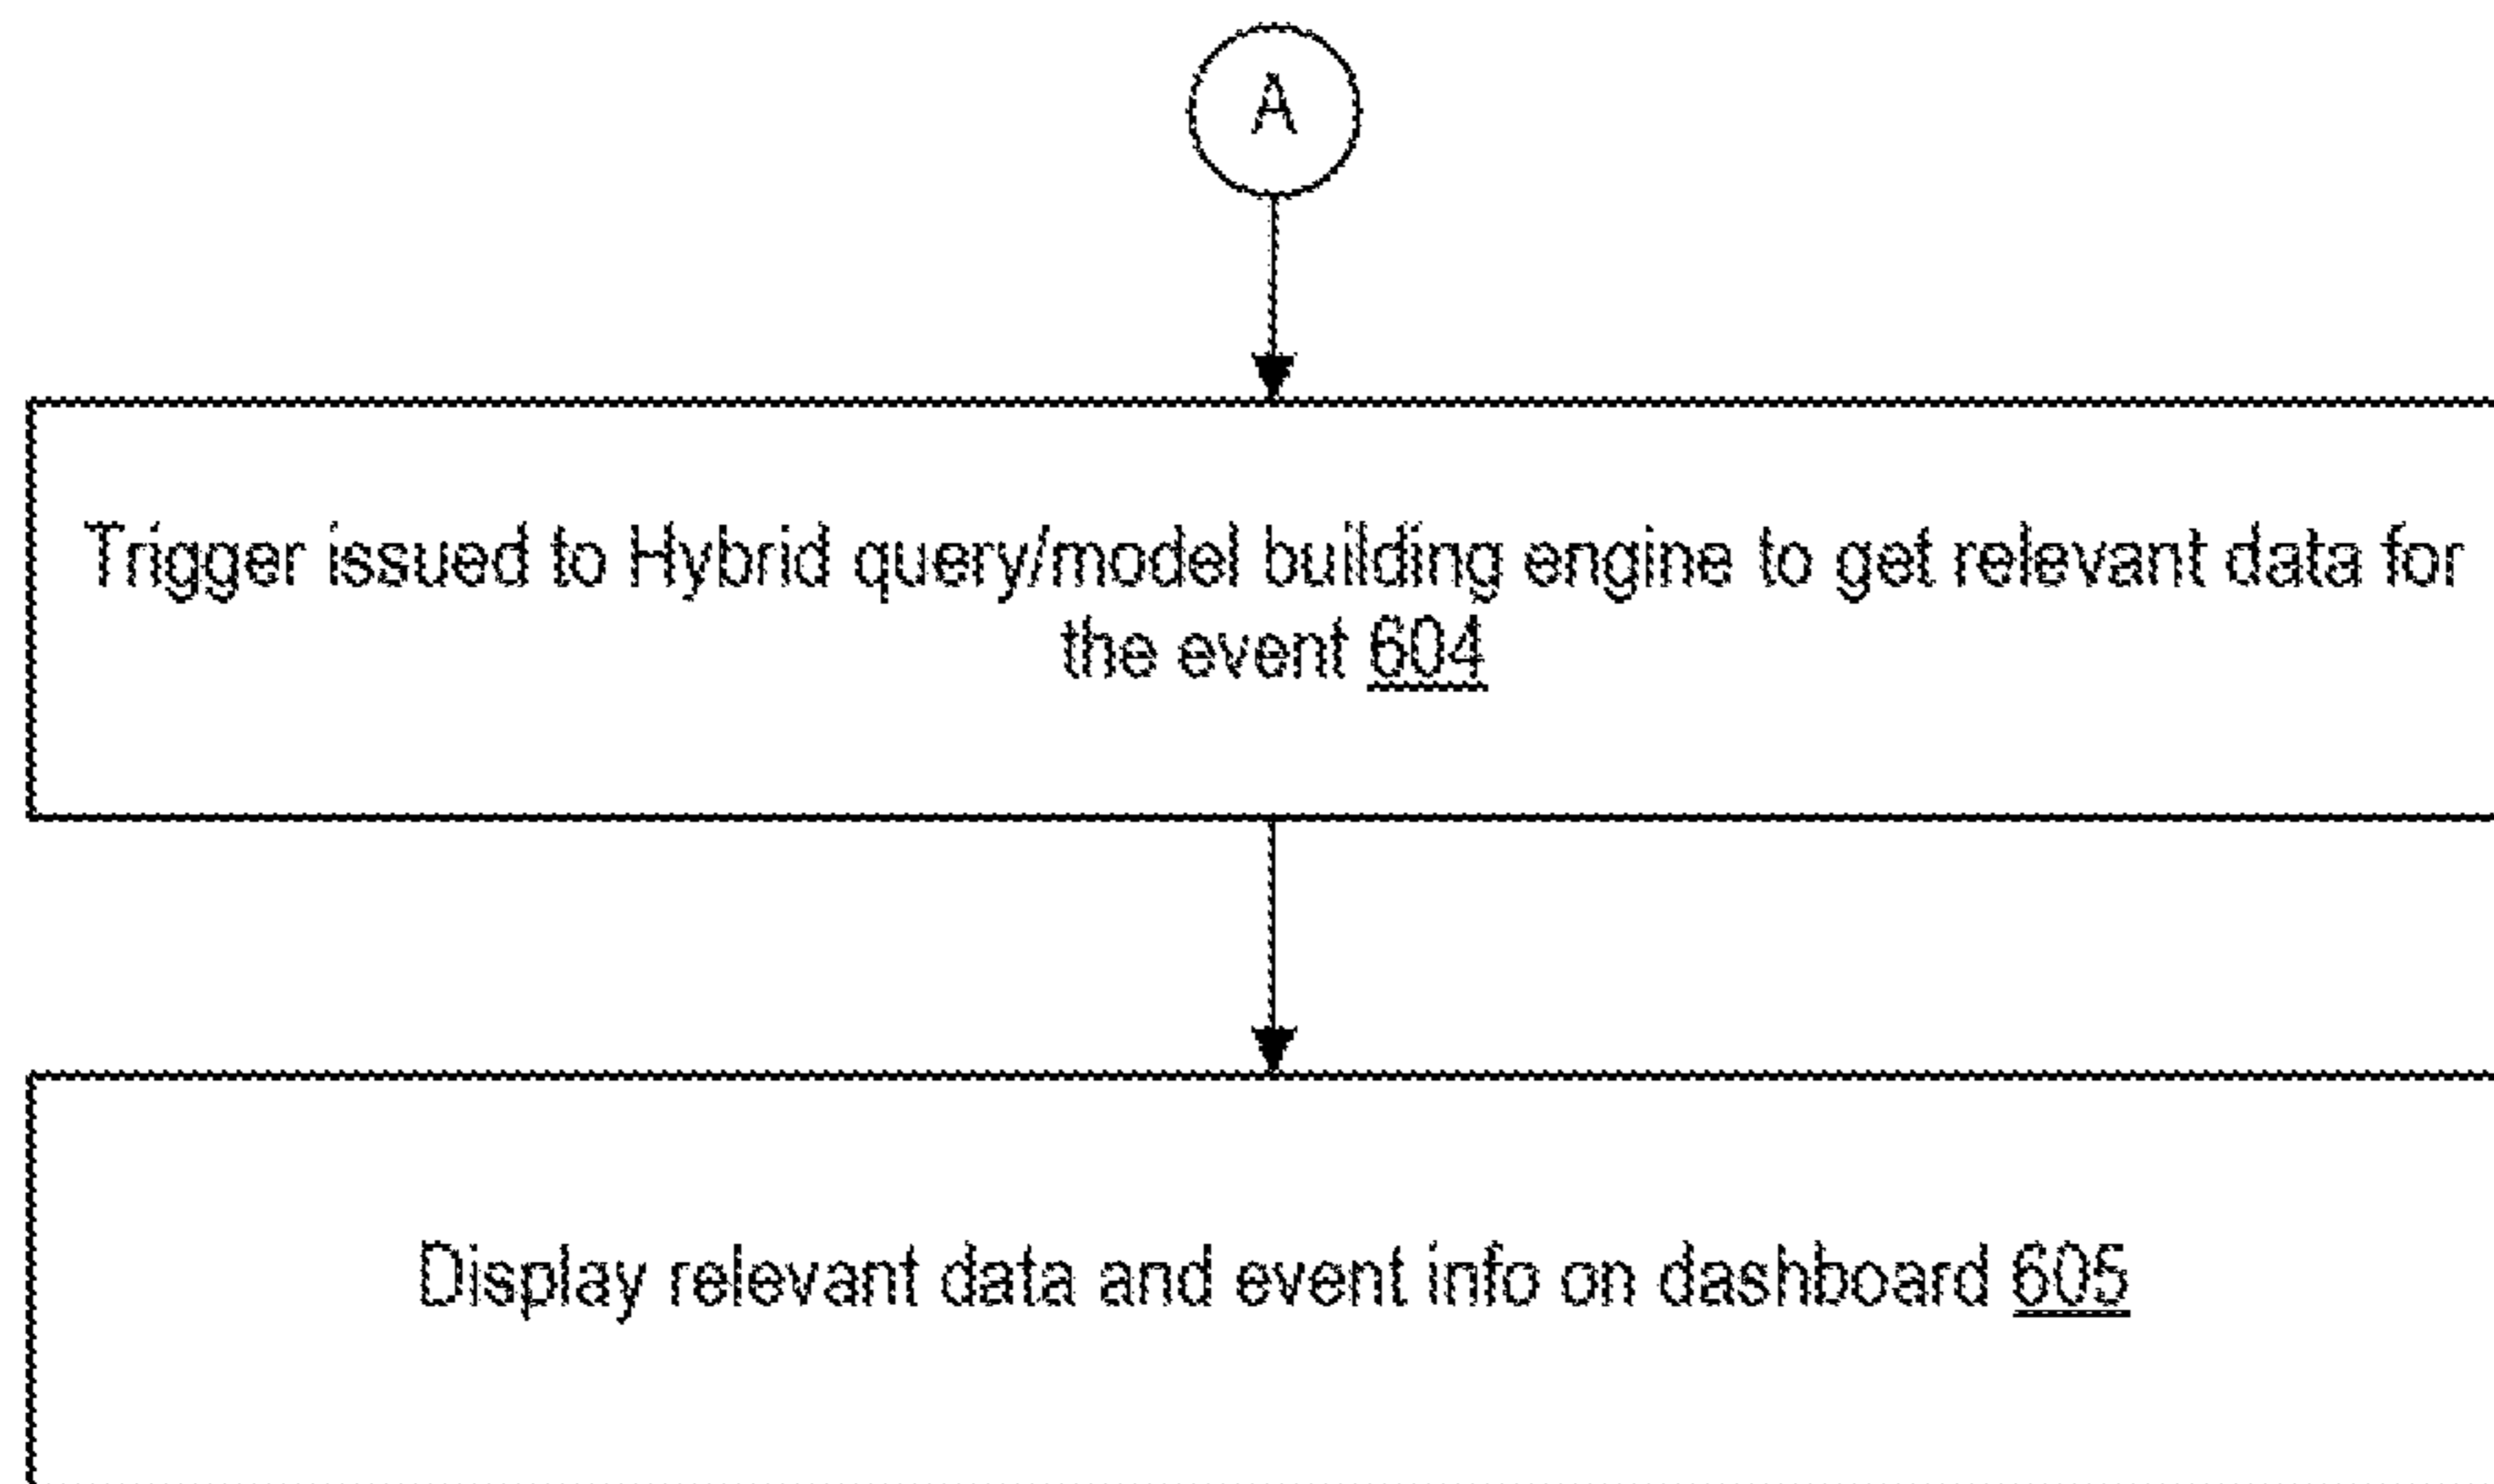 A
Trigger issued to Hybrid query/model building engine to get relevant data for
the event 604
Display relevant data and event info on dashboard 605